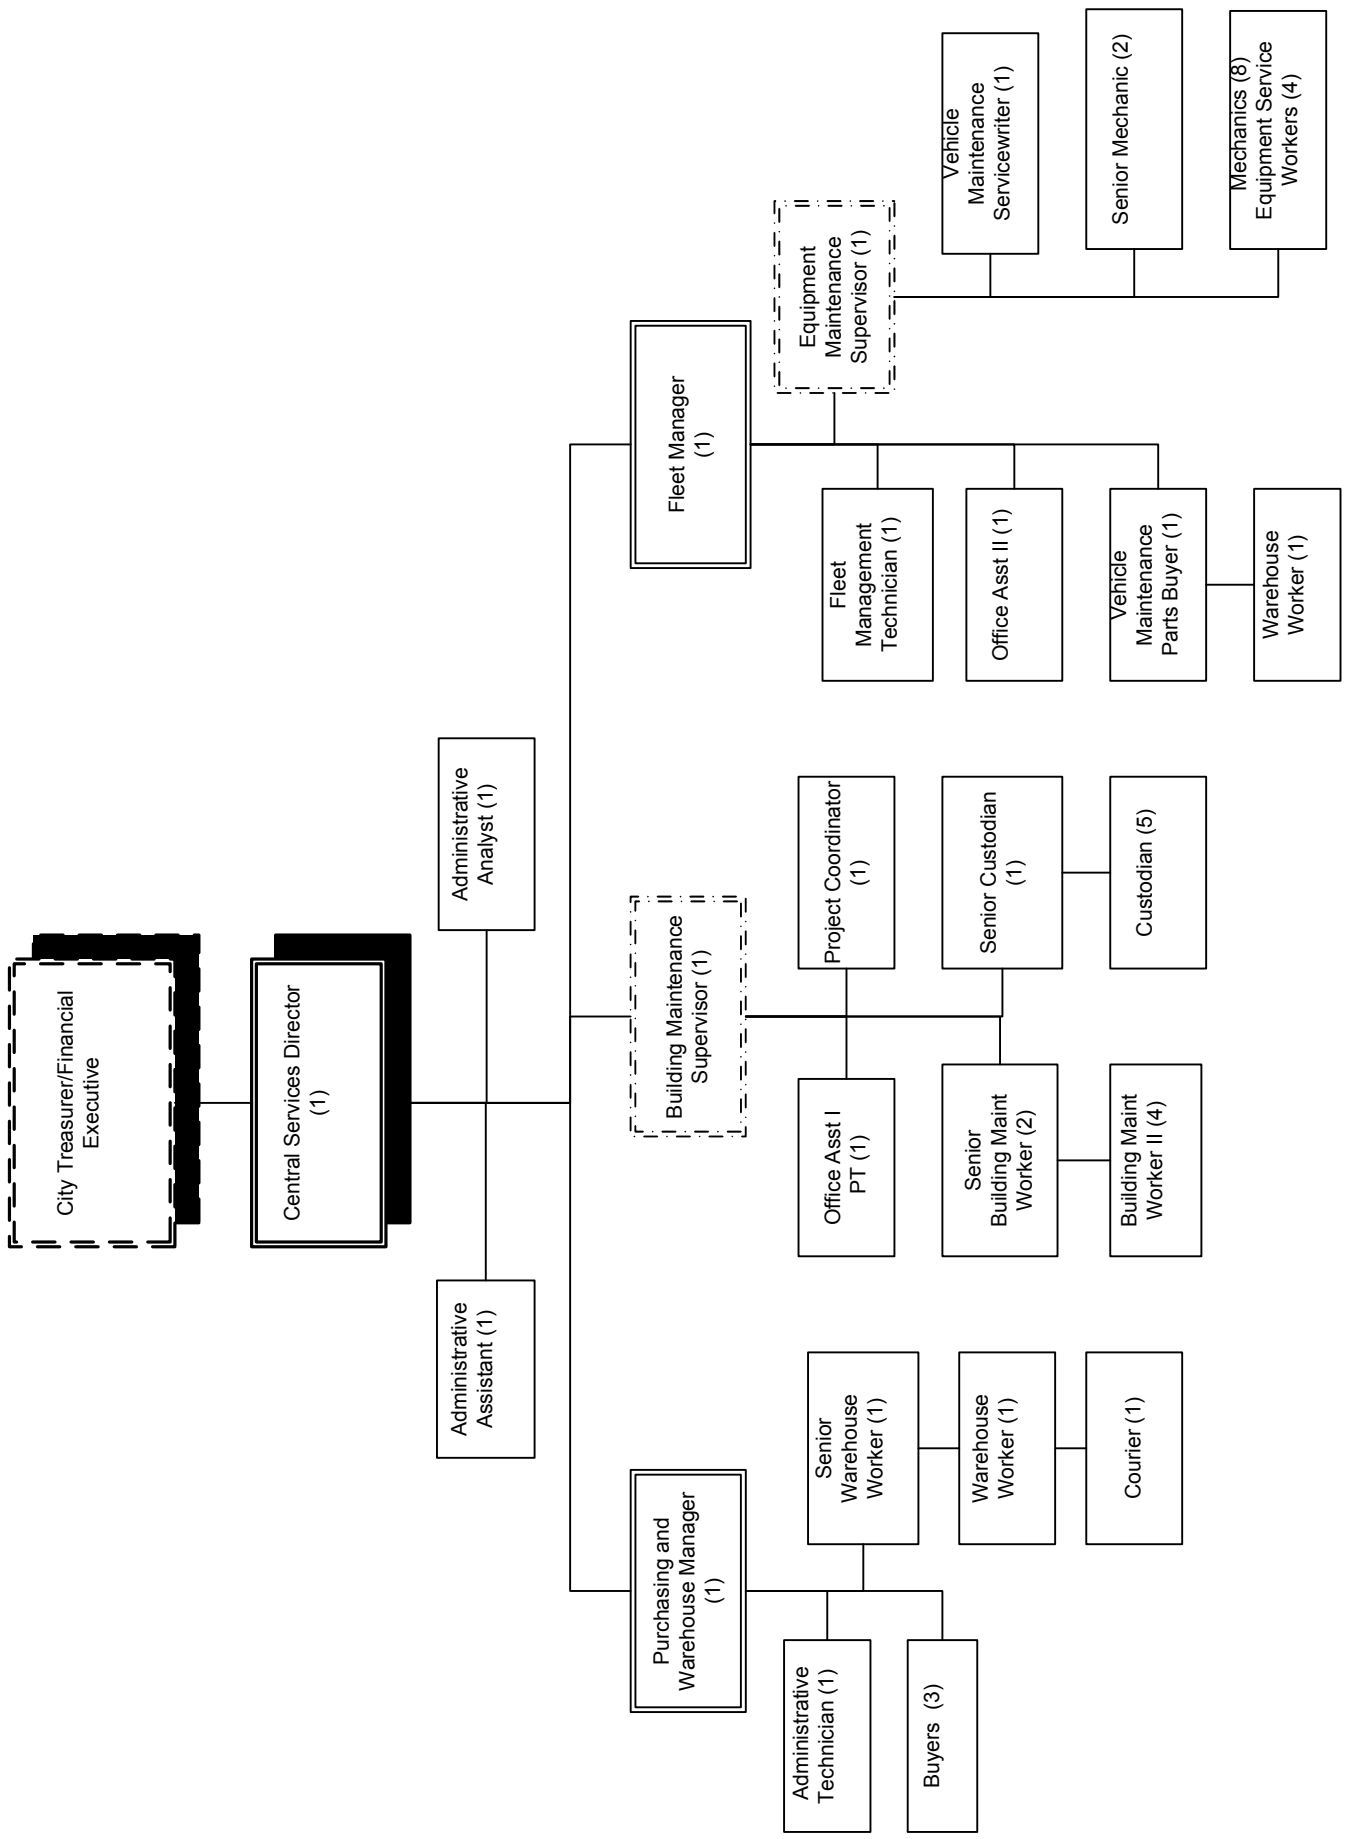 City Treasurer/Financial
Executive
Central Services Director
(1)
Administrative
Assistant (1)
Administrative
Analyst (1)
Purchasing and
Warehouse Manager
(1)
Building Maintenance
Supervisor (1)
Fleet Manager
(1)
Administrative
Technician (1)
Buyers (3)
Senior
Warehouse
Worker (1)
Warehouse
Worker (1)
Courier (1)
Office Asst I
PT (1)
Project Coordinator
(1)
Senior
Building Maint
Worker (2)
Building Maint
Worker II (4)
Senior Custodian
(1)
Custodian (5)
Fleet
Management
Technician (1)
Office Asst II (1)
Vehicle
Maintenance
Parts Buyer (1)
Warehouse
Worker (1)
Equipment
Maintenance
Supervisor (1)
Vehicle
Maintenance
Servicewriter (1)
Senior Mechanic (2)
Mechanics (8)
Equipment Service
Workers (4)